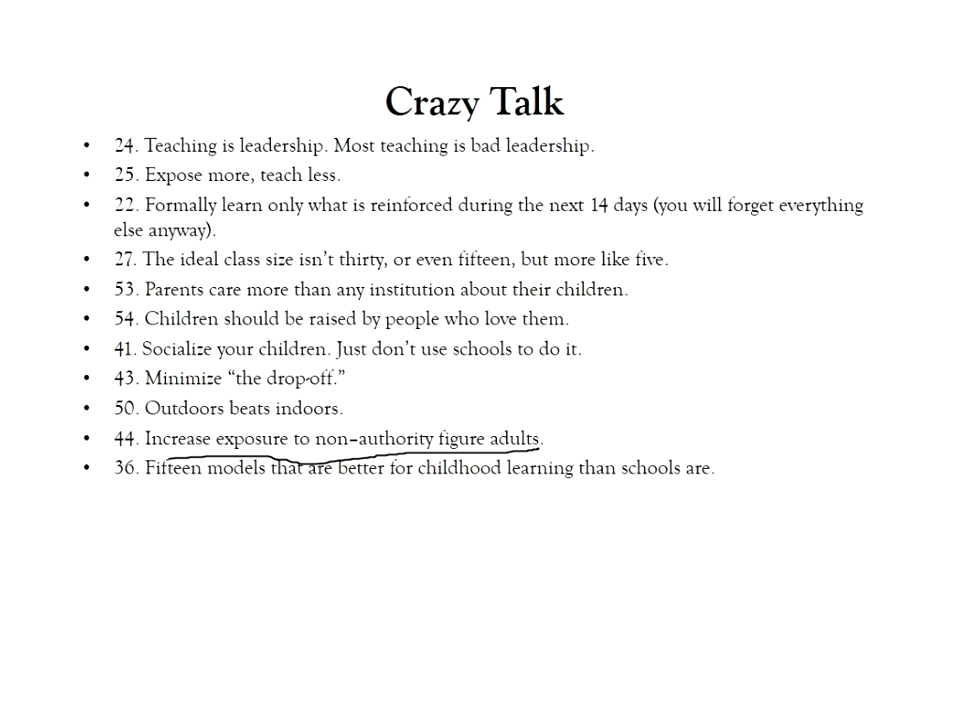 Crazy Talk
• 24. Teaching is leadership. Most teaching is bad leadership.
• 25. Expose more, teach less.
• 22. Formally learn only what is reinforced during the next 14 days (you will forget everything
else anyway).
• 27. The ideal class size isn’t thirty, or even fifteen, but more like five.
• 53. Parents care more than any institution about their children.
• 54. Children should be raised by people who love them.
• 41. Socialize your children. Just don’t use schools to do it.
• 43. Minimize “the drop-off.”
• 50. Outdoors beats indoors.
• 44. Increase exposure to non–authority figure adults.
• 36. Fifteen models that are better for childhood learning than schools are.